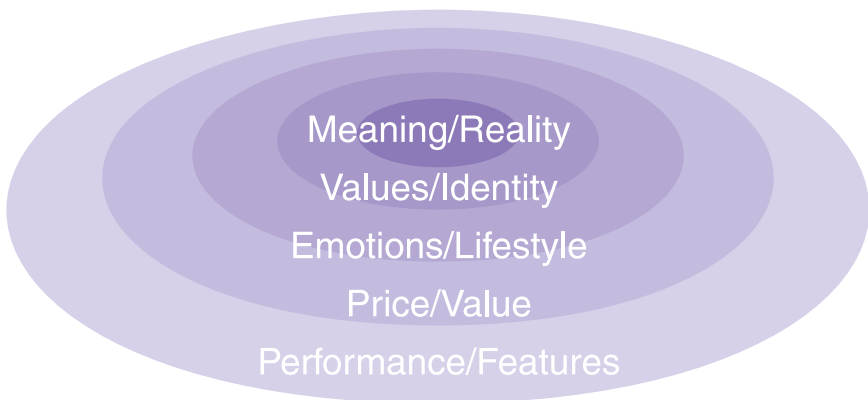 Meaning/Reality
Values/Identity
Emotions/Lifestyle
Price/Value
Performance/Features